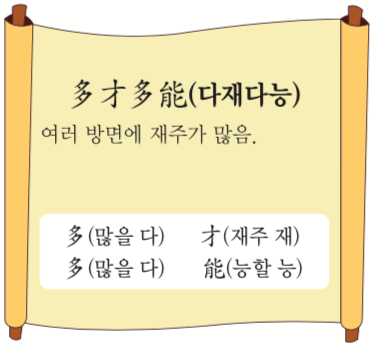 多才多能(다재다능)
여러 방면에 재주가 많음.
多(많을 다) 才(재주 재)
多(많을 다) 能(능할 능)